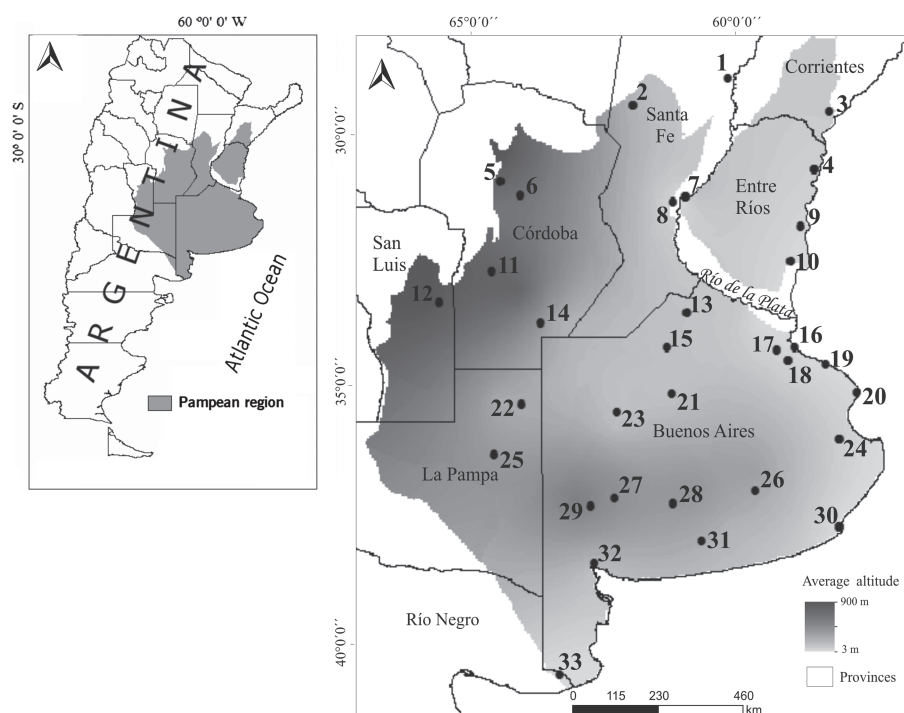 60 º 0' 0' W
30° 0' 0' S
ARGENTINA
Atlantic Ocean
Pampean region
65°0´0´´
60°0´0´´
30°0´0´´
35°0´0´´
40°0´0´´
1
Corrientes
2
3
Santa
Fe
4
5
6
7
8
Entre
Ríos
9
Córdoba
San
Luis
10
11
Río de la Plata
12
13
14
15
16
17
18
19
20
21
22
23
Buenos Aires
24
25
La Pampa
26
27
28
29
30
31
32
Average altitude
900 m
3 m
Río Negro
Provinces
33
0 115 230 460
km